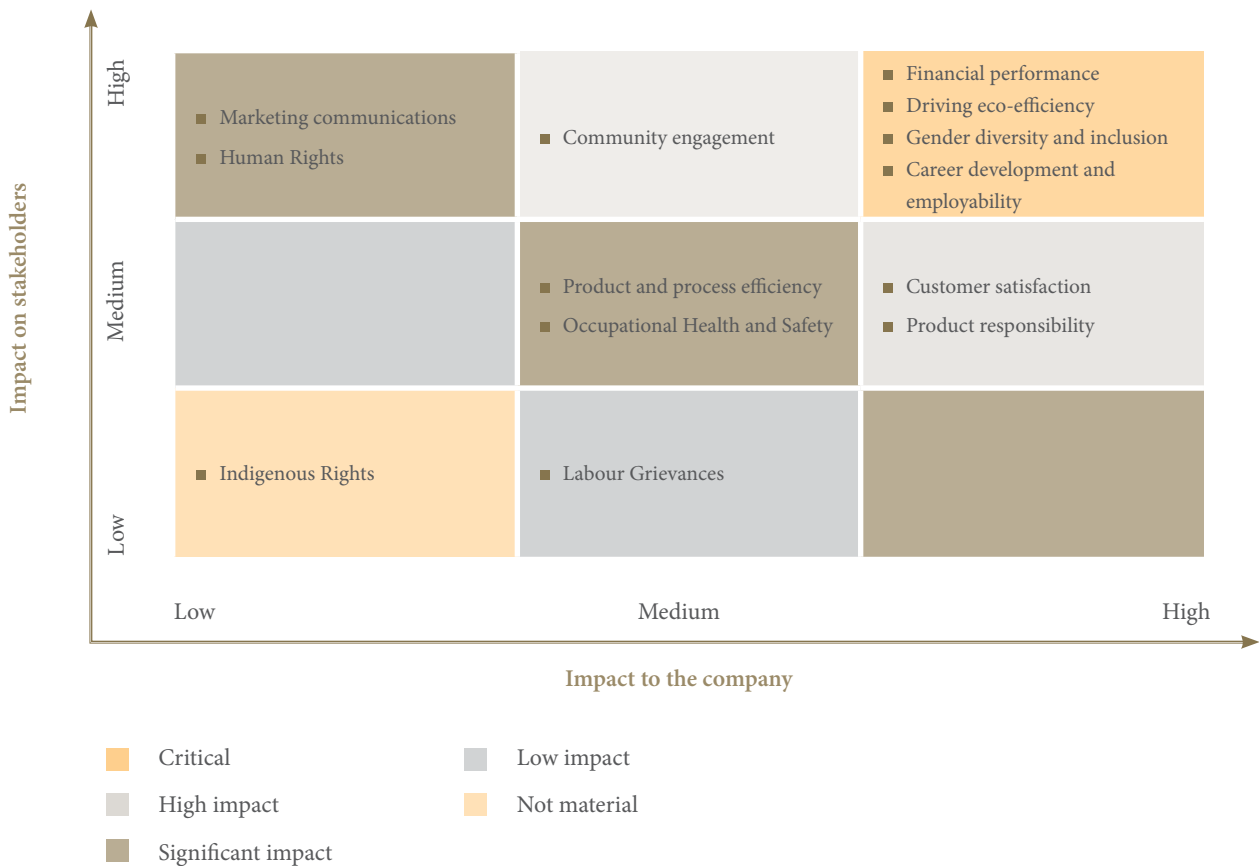 Impact on stakeholders
High
Medium
Low
Marketing communications
Human Rights
Community engagement
Financial performance
Driving eco-efficiency
Gender diversity and inclusion
Career development and
employability
Product and process efficiency
Occupational Health and Safety
Customer satisfaction
Product responsibility
Indigenous Rights
Labour Grievances
Low
Medium
High
Impact to the company
Critical
High impact
Significant impact
Low impact
Not material